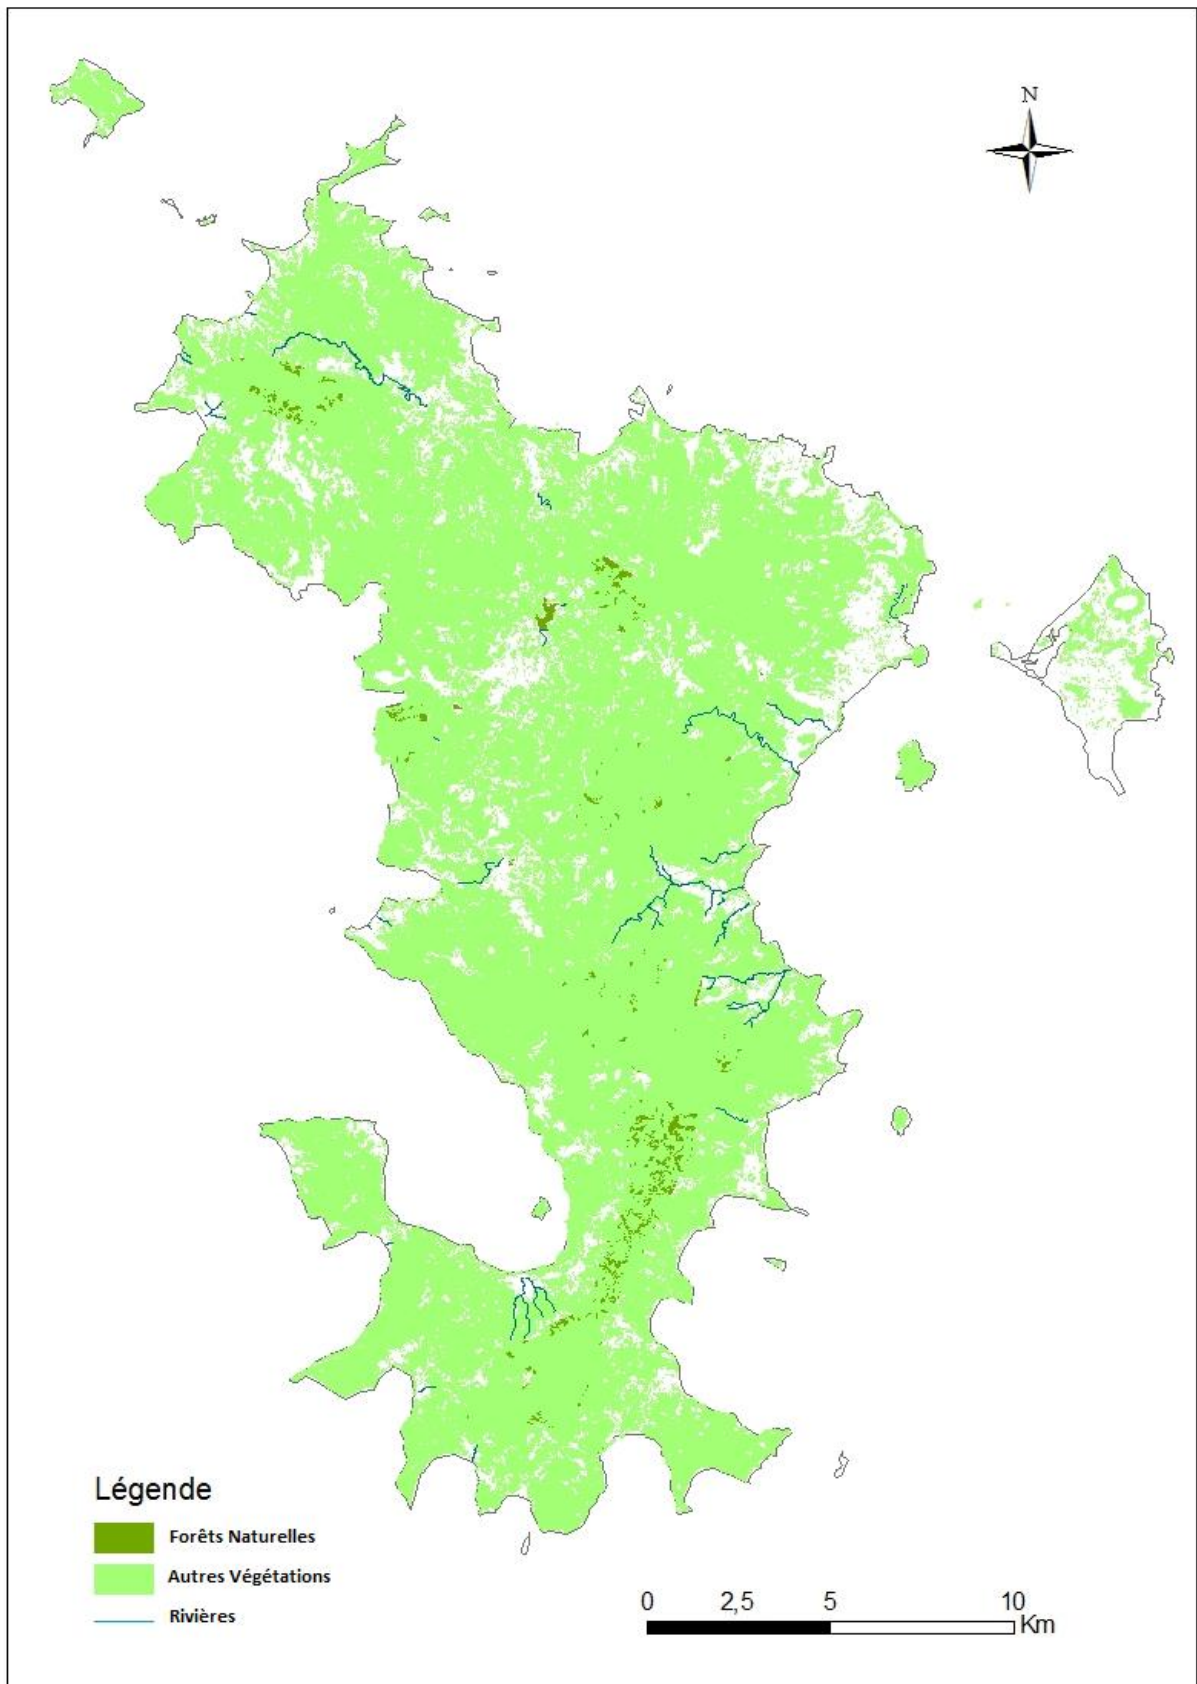 N
Légende
Forêts Naturelles
Autres Végétations
Rivières
0 2,5 5 10
Km